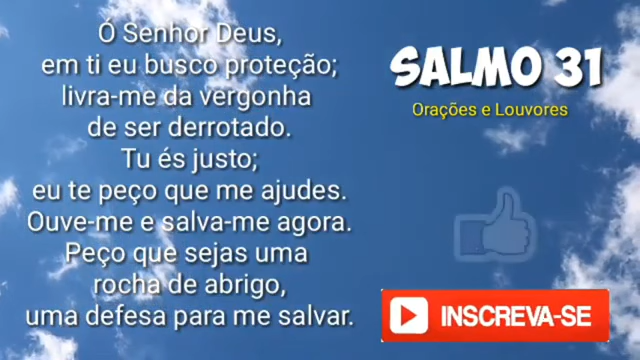 Ó Senhor Deus,
em ti eu busco proteção;
livra-me da vergonha
de ser derrotado.
Tu és justo;
eu te peço que me ajudes.
Ouve-me e salva-me agora.
Peço que sejas uma
rocha de abrigo,
uma defesa para me salvar.
SALMO 31
Orações e Louvores
INSCREVA-SE